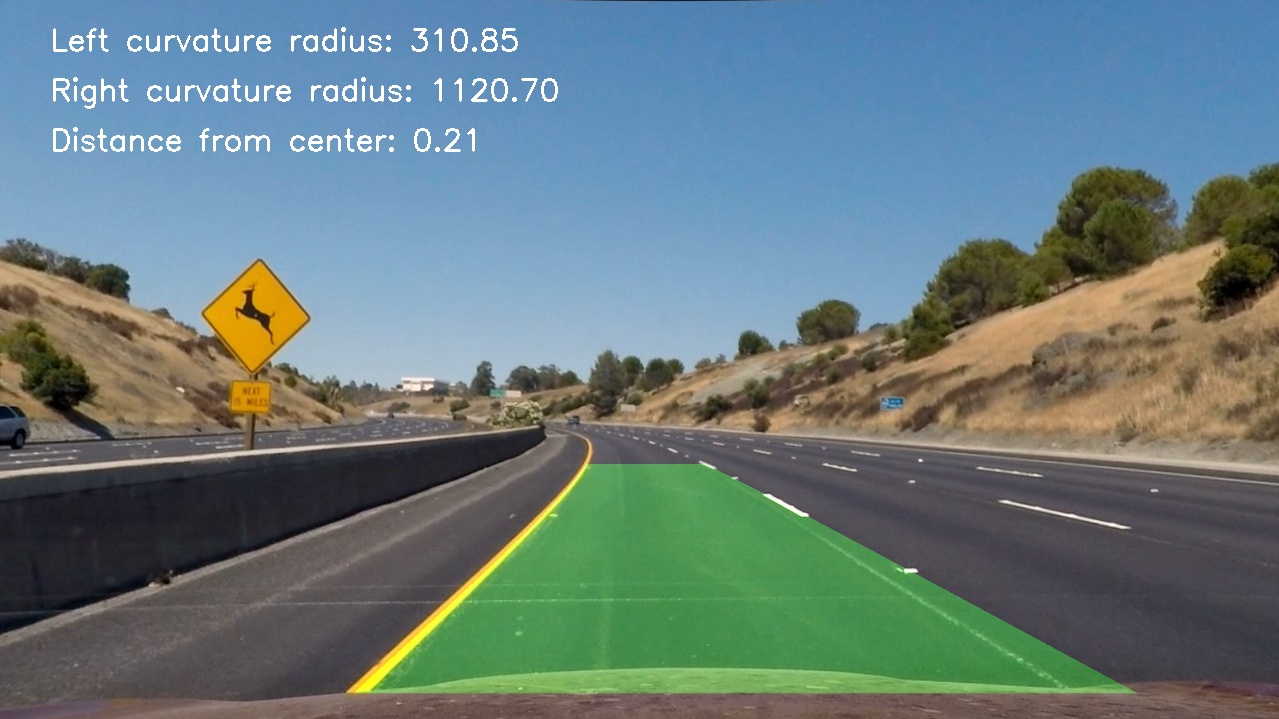 Left curvature radius: 310.85
Right curvature radius: 1120.70
Distance from center: 0.21
NEXT
15 MILES